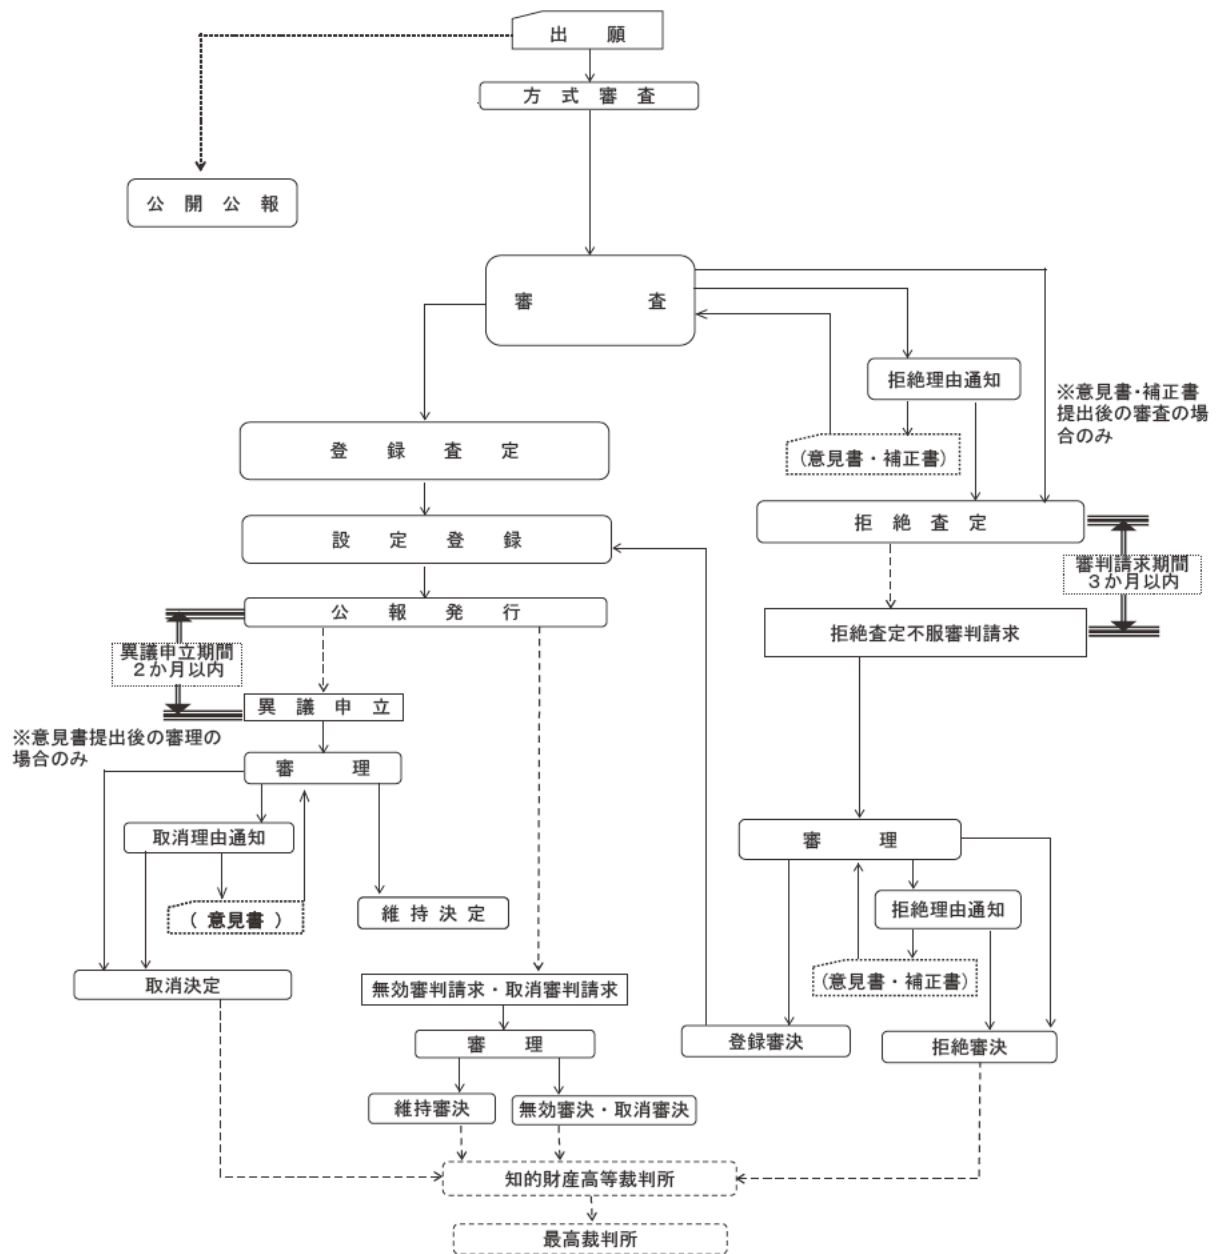 出願
方式審査
公開公報
審査
拒絶理由通知
※意見書・補正書
提出後の審査の場
合のみ
(意見書・補正書)
登録査定
拒絶査定
設定登録
審判請求期間
3か月以内
公報発行
拒絶査定不服審判請求
異議申立期間
2か月以内
異議申立
※意見書提出後の審理の
場合のみ
審理
取消理由通知
(意見書)
維持決定
取消決定
審理
拒絶理由通知
(意見書・補正書)
無効審判請求・取消審判請求
登録審決
拒絶審決
審理
維持審決
無効審決・取消審決
知的財産高等裁判所
最高裁判所